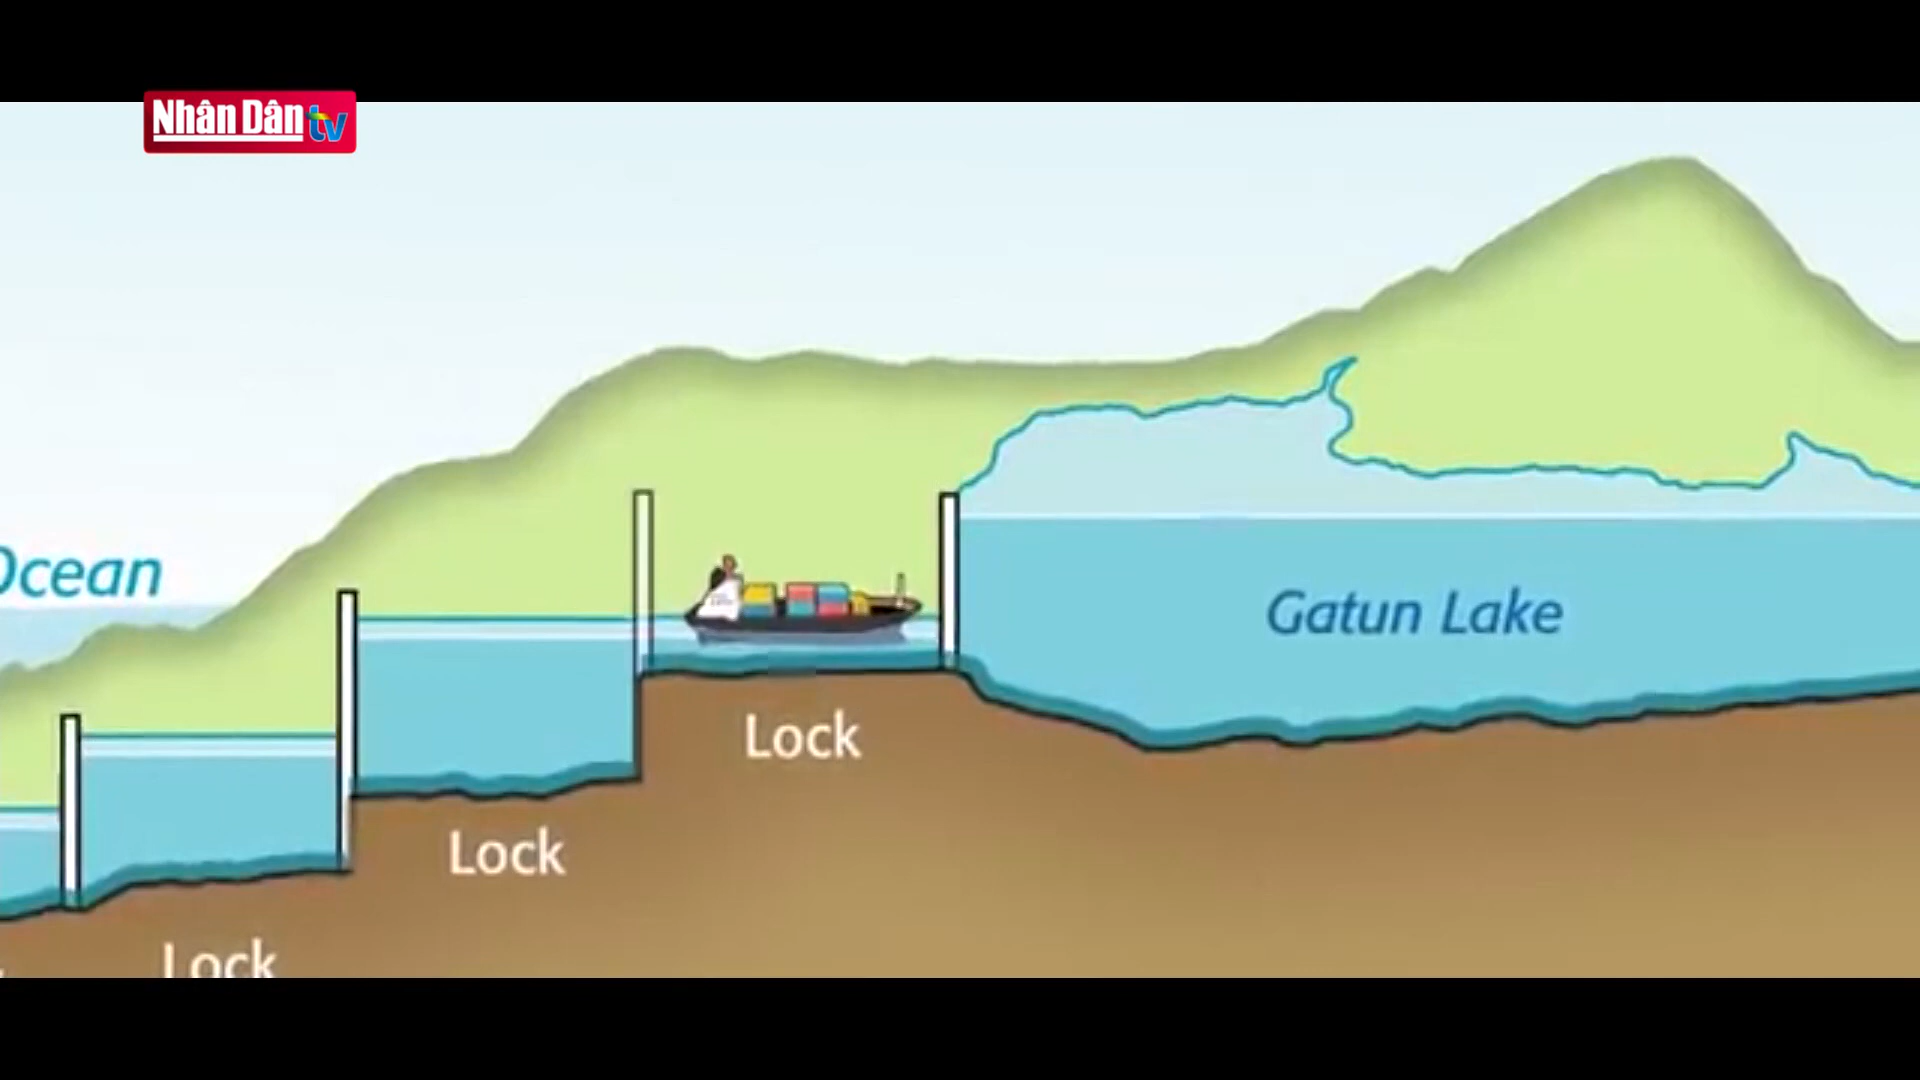 Nhân Dân tv
Ocean
Gatun Lake
Lock
Lock
Lock